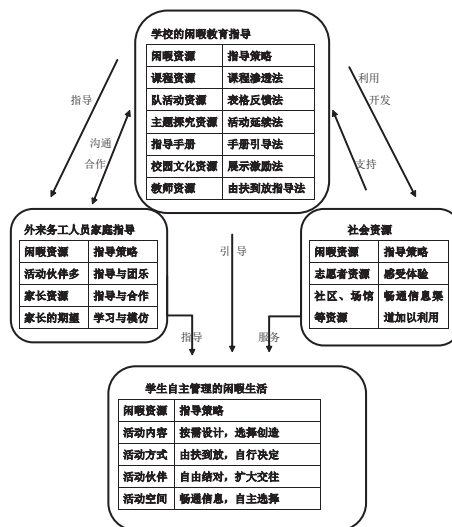 学校的闲暇教育指导
闲暇资源 指导策略
课程资源 课程渗透法
队活动资源 表格反馈法
主题探究资源 活动延续法
指导手册 手册引导法
校园文化资源 展示激励法
教师资源 由扶到放指导法
指导
沟通
合作
利用
开发
支持
外来务工人员家庭指导
闲暇资源 指导策略
活动伙伴多 指导与团乐
家长资源 指导与合作
家长的期望 学习与模仿
引导
社会资源
闲暇资源 指导策略
志愿者资源 感受体验
社区、场馆 畅通信息渠
等资源 道加以利用
指导
服务
学生自主管理的闲暇生活
闲暇资源 指导策略
活动内容 按需设计，选择创造
活动方式 由扶到放，自行决定
活动伙伴 自由结对，扩大交往
活动空间 畅通信息，自主选择